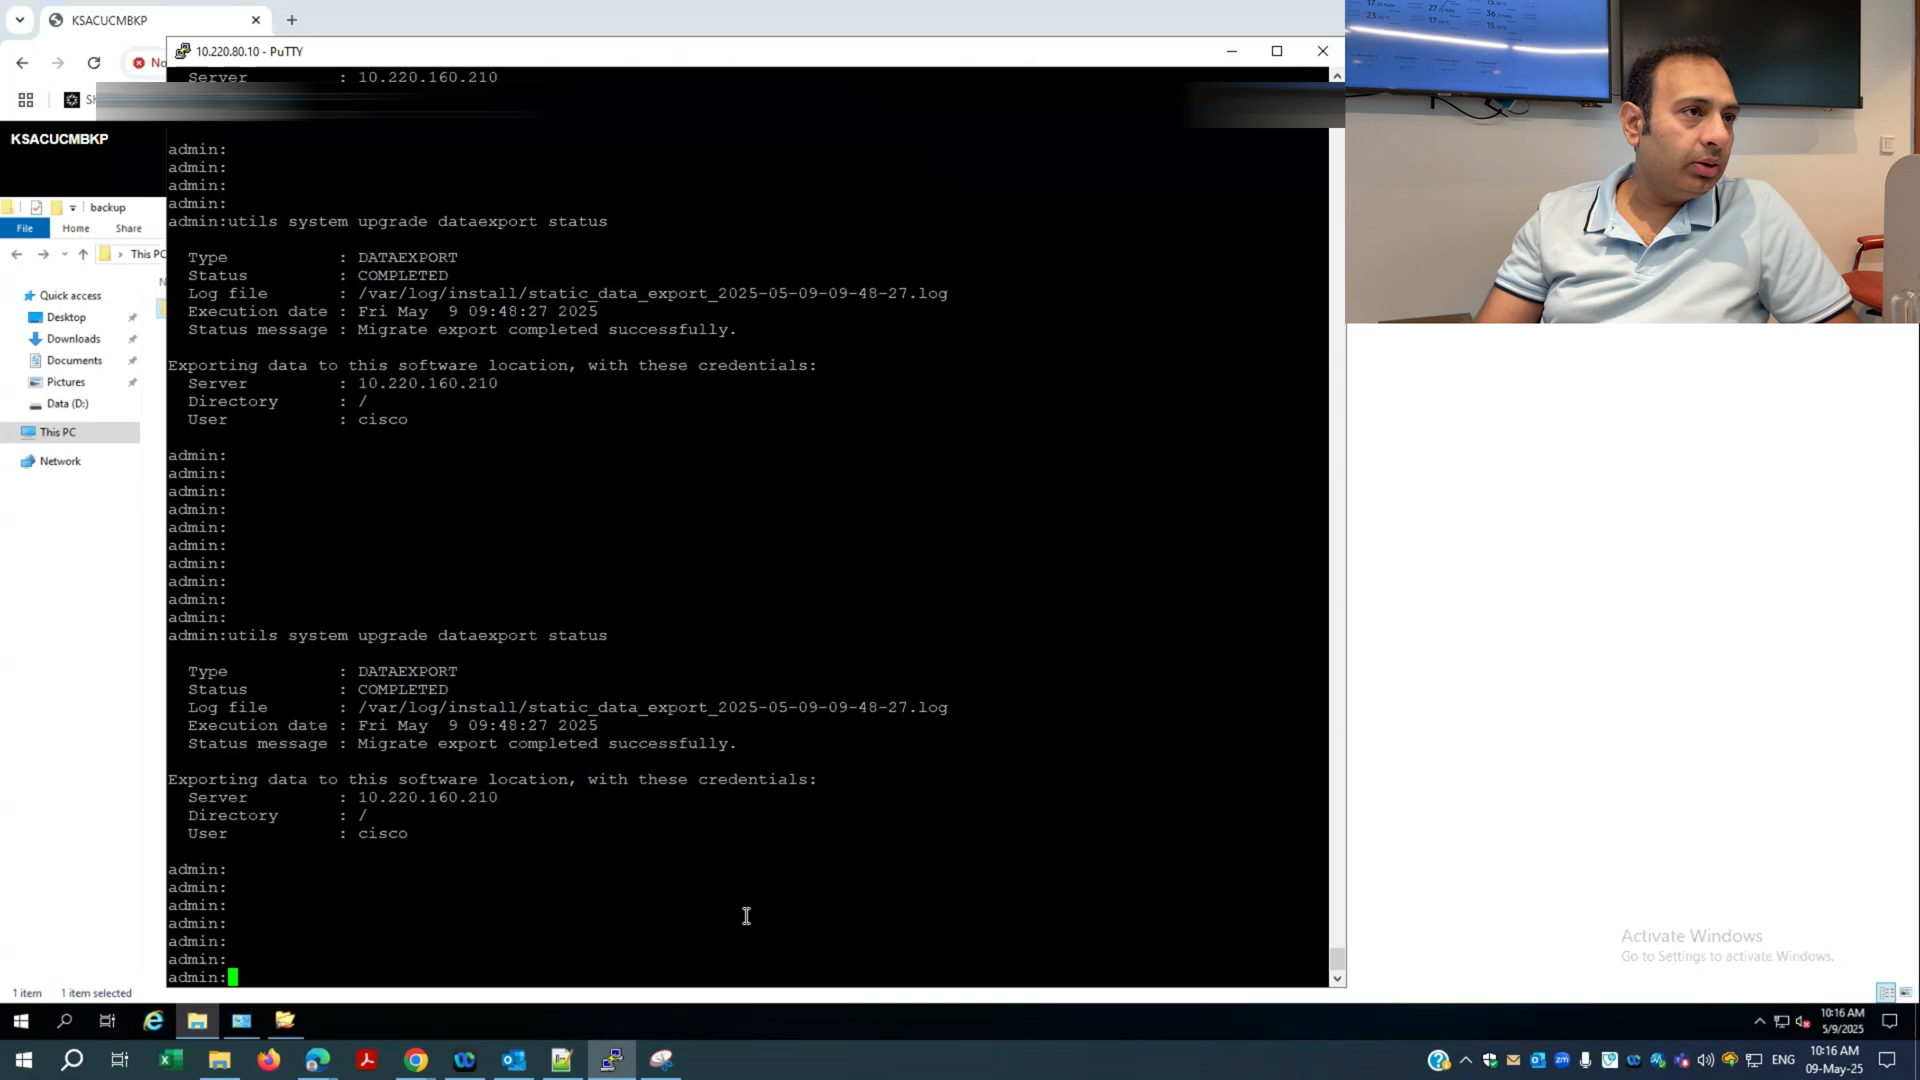 KSACUCMBKP
10.220.80.10 - PuTTY
No
Server : 10.220.160.210
KSACUCMBKP
admin:
admin:
admin:
admin:
admin:utils system upgrade dataexport status
Type : DATAEXPORT
Status : COMPLETED
Log file : /var/log/install/static_data_export_2025-05-09-09-48-27.log
Execution date : Fri May  9 09:48:27 2025
Status message : Migrate export completed successfully.
Exporting data to this software location, with these credentials:
Server : 10.220.160.210
Directory : /
User : cisco
admin:
admin:
admin:
admin:
admin:
admin:
admin:
admin:
admin:
admin:
admin:utils system upgrade dataexport status
Type : DATAEXPORT
Status : COMPLETED
Log file : /var/log/install/static_data_export_2025-05-09-09-48-27.log
Execution date : Fri May  9 09:48:27 2025
Status message : Migrate export completed successfully.
Exporting data to this software location, with these credentials:
Server : 10.220.160.210
Directory : /
User : cisco
admin:
admin:
admin:
admin:
admin:
admin:
admin:
backup
File Home Share
This PC
Quick access
Desktop
Downloads
Documents
Pictures
Data (D:)
This PC
Network
1 item 1 item selected
Activate Windows
Go to Settings to activate Windows.
10:16 AM
5/9/2025
ENG
10:16 AM
09-May-25